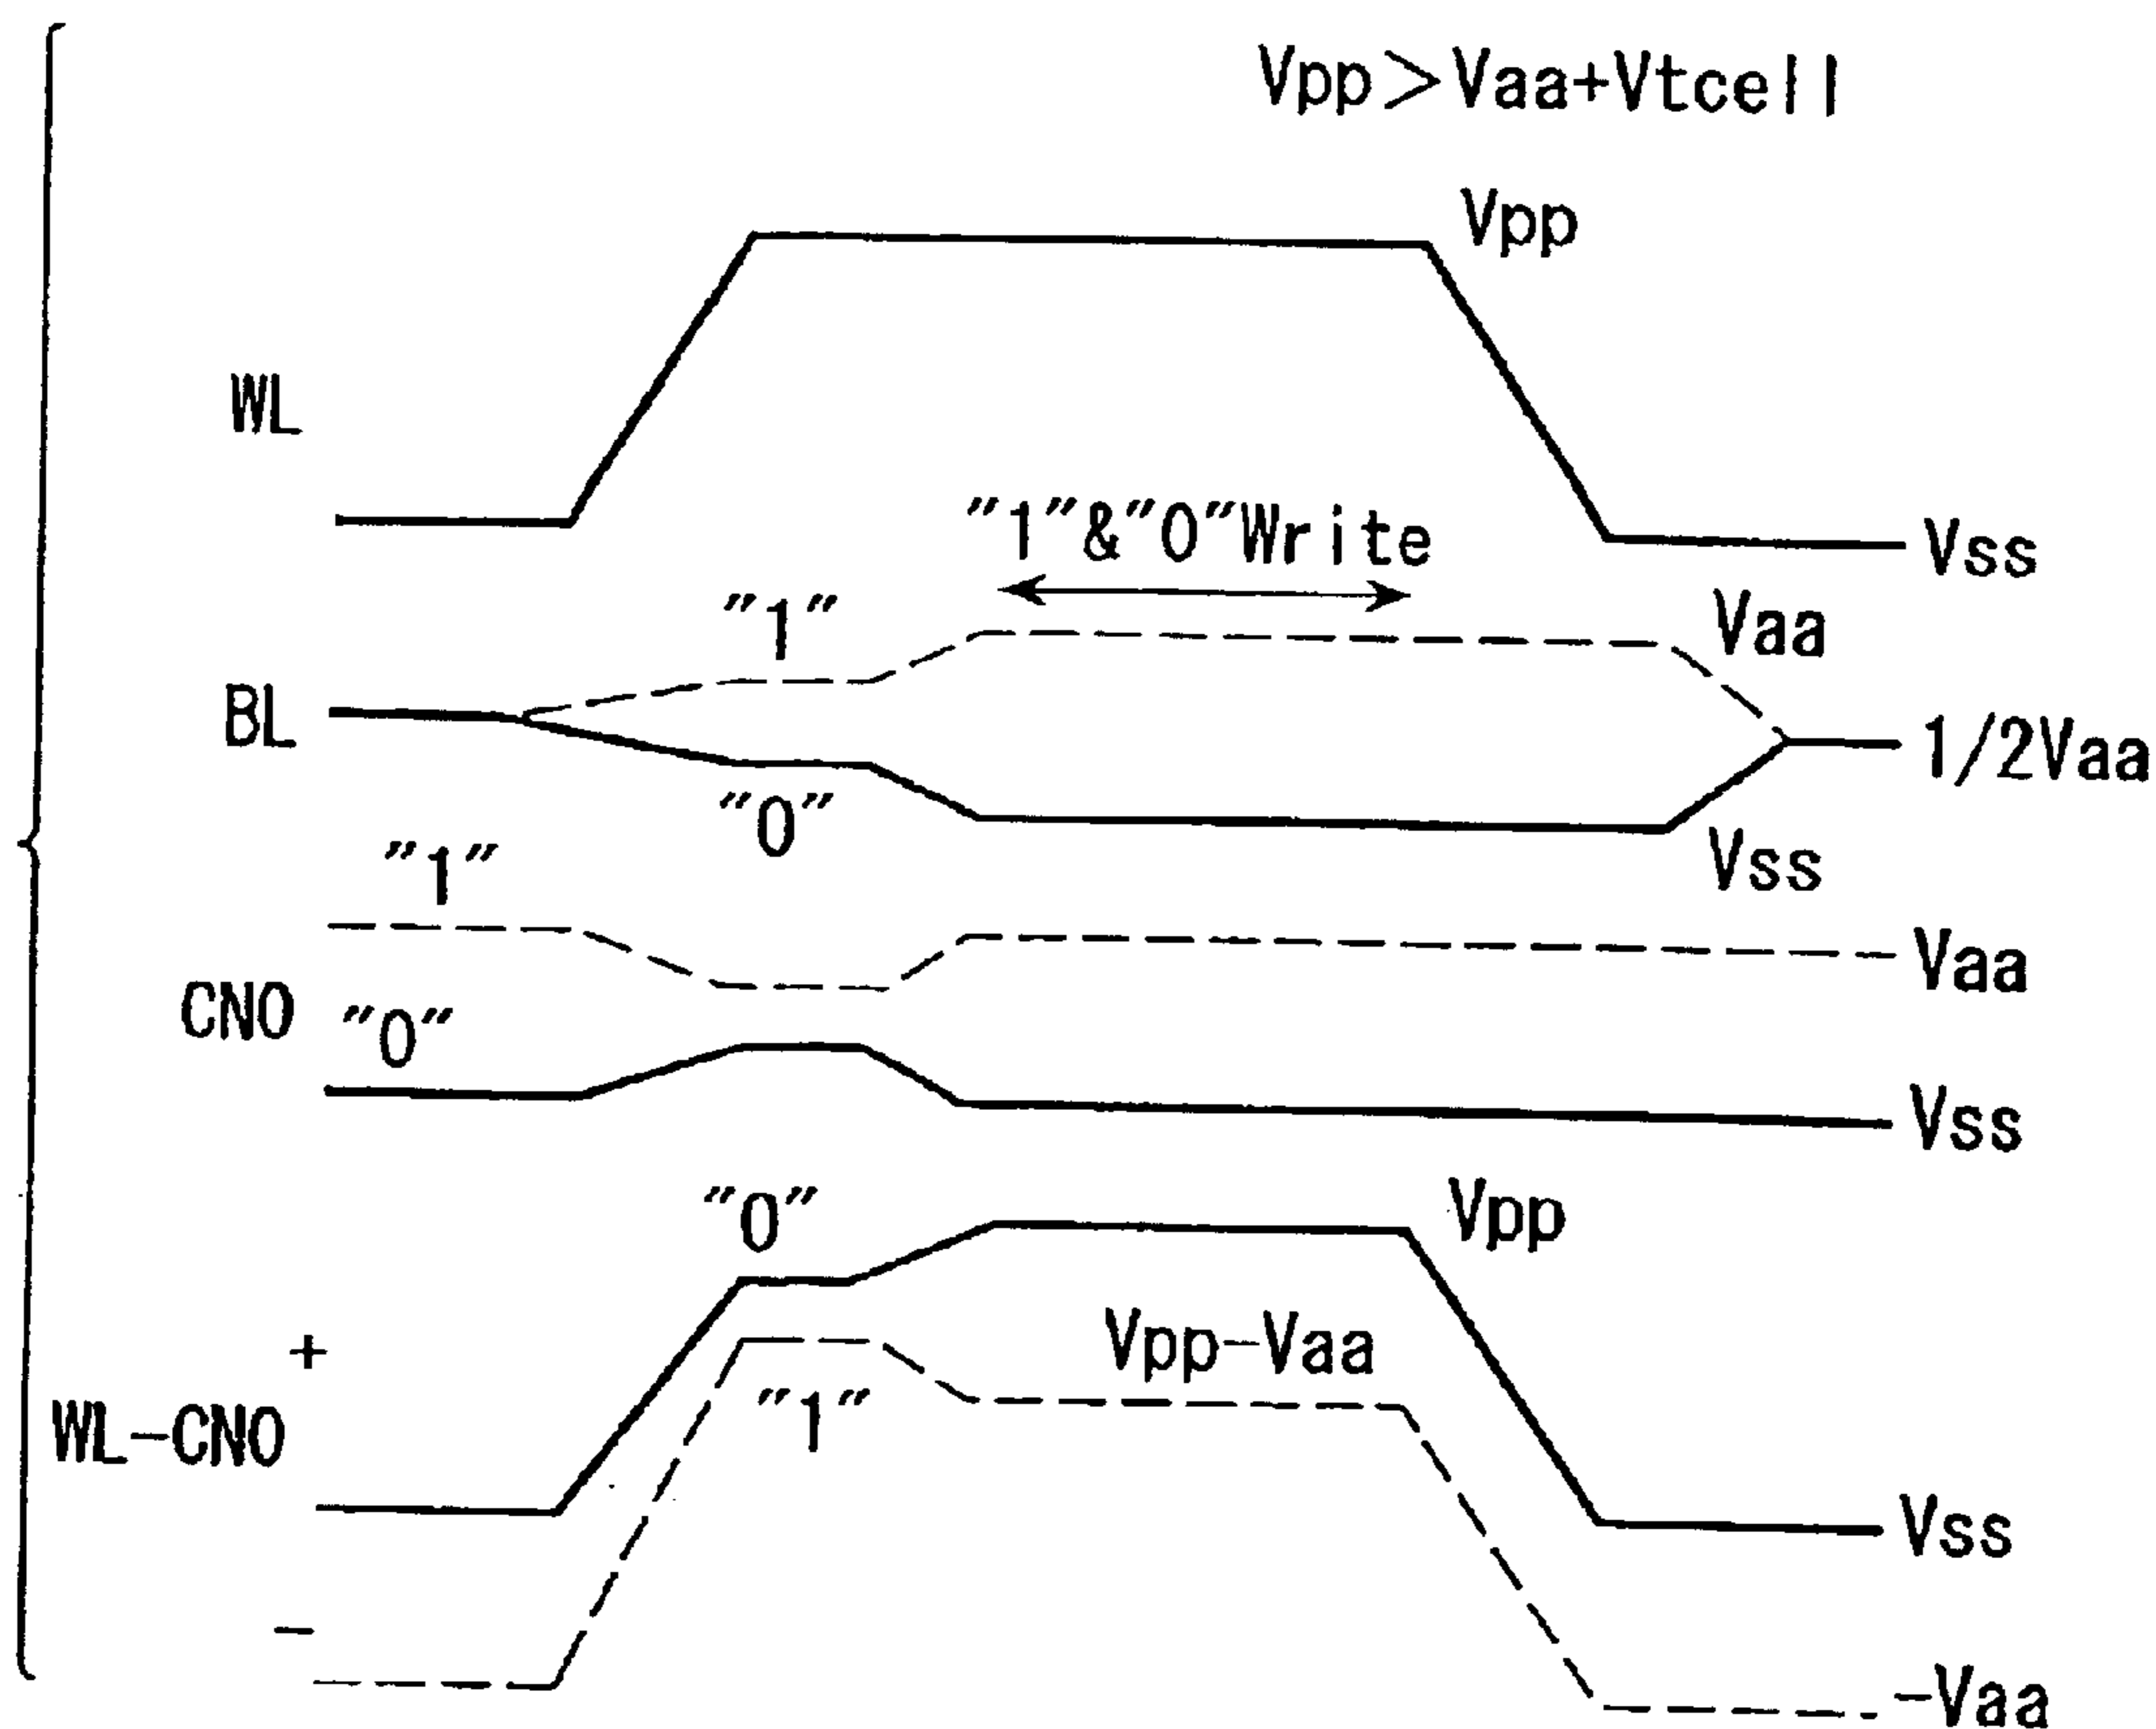 Vpp>Vaa+Vtcell
Vpp
WL
"1"&"0"Write
Vss
"1"
Vaa
BL
1/2Vaa
"0"
Vss
"1"
Vaa
CNO
"0"
Vss
"0"
Vpp
+
Vpp-Vaa
"1"
WL-CNO
Vss
-
-Vaa